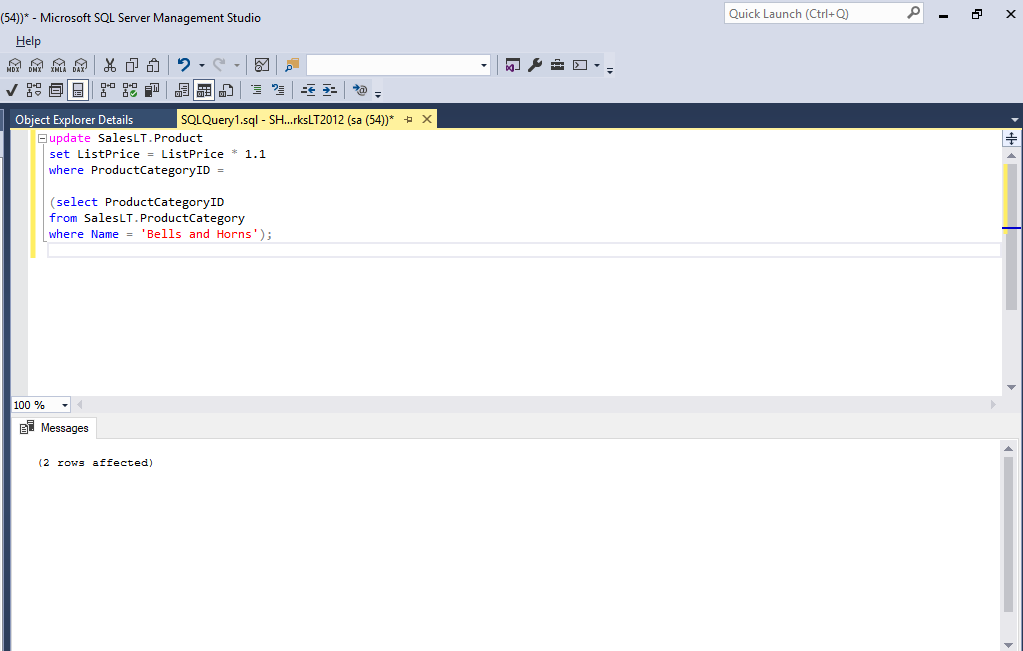 (54))* - Microsoft SQL Server Management Studio
Quick Launch (Ctrl+Q)
Help
MDX DMX XMLA DAX
Object Explorer Details
SQLQuery1.sql - SH...rksLT2012 (sa (54))*
update SalesLT.Product
set ListPrice = ListPrice * 1.1
where ProductCategoryID =
(select ProductCategoryID
from SalesLT.ProductCategory
where Name = 'Bells and Horns');
100 %
Messages
(2 rows affected)